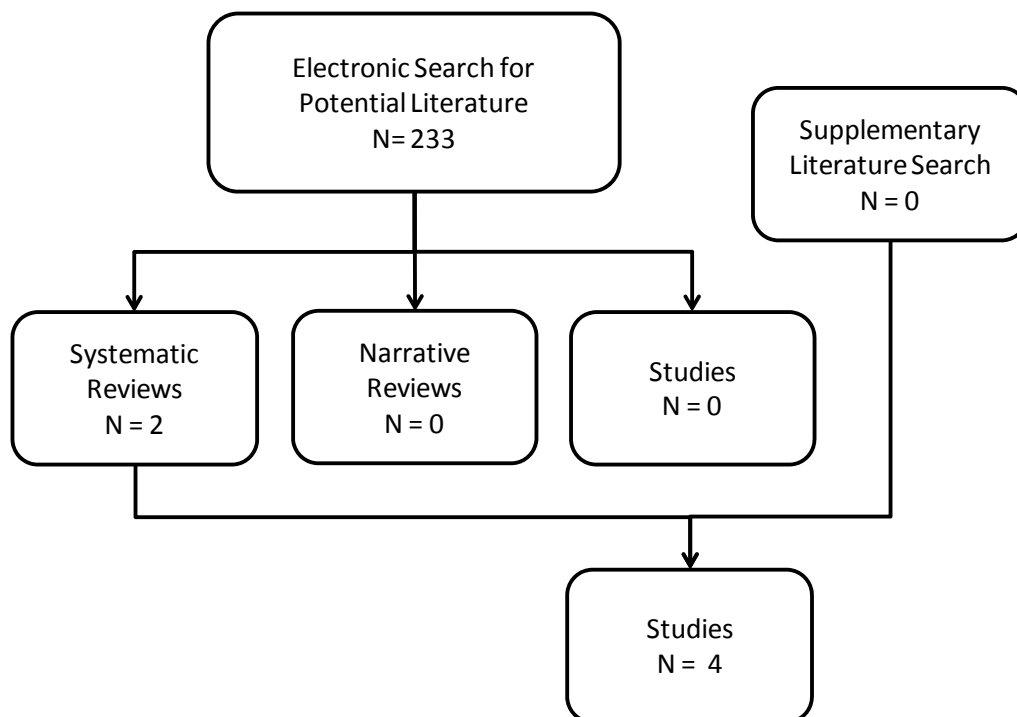 Electronic Search for
Potential Literature
N= 233
Supplementary
Literature Search
N = 0
Systematic
Reviews
N = 2
Narrative
Reviews
N = 0
Studies
N = 0
Studies
N = 4